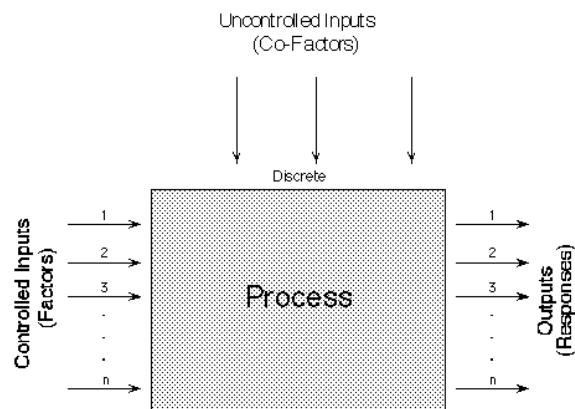 Uncontrolled Inputs
(Co-Factors)
Discrete
Controlled Inputs
(Factors)
1
2
3
.
.
.
n
Process
1
2
3
.
.
.
n
Outputs
(Responses)